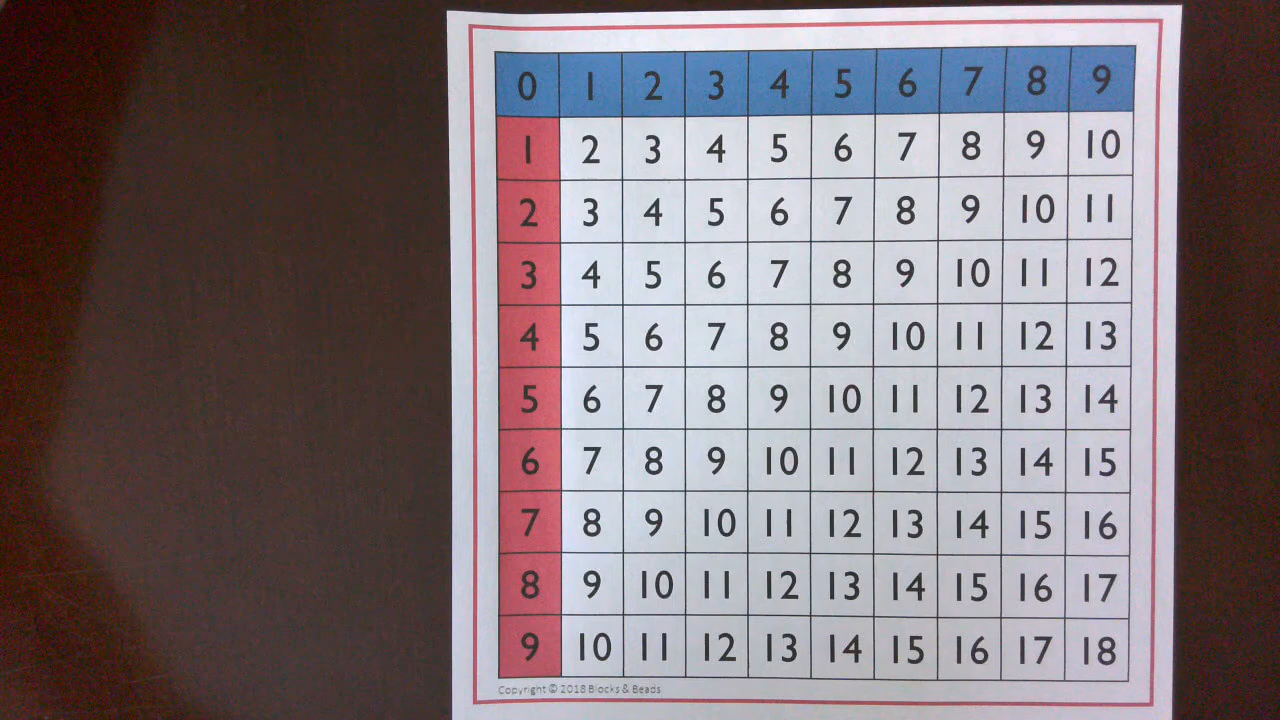 0 1 2 3 4 5 6 7 8 9
1 2 3 4 5 6 7 8 9 10
2 3 4 5 6 7 8 9 10 11
3 4 5 6 7 8 9 10 11 12
4 5 6 7 8 9 10 11 12 13
5 6 7 8 9 10 11 12 13 14
6 7 8 9 10 11 12 13 14 15
7 8 9 10 11 12 13 14 15 16
8 9 10 11 12 13 14 15 16 17
9 10 11 12 13 14 15 16 17 18
Copyright © 2018 Blocks & Beads